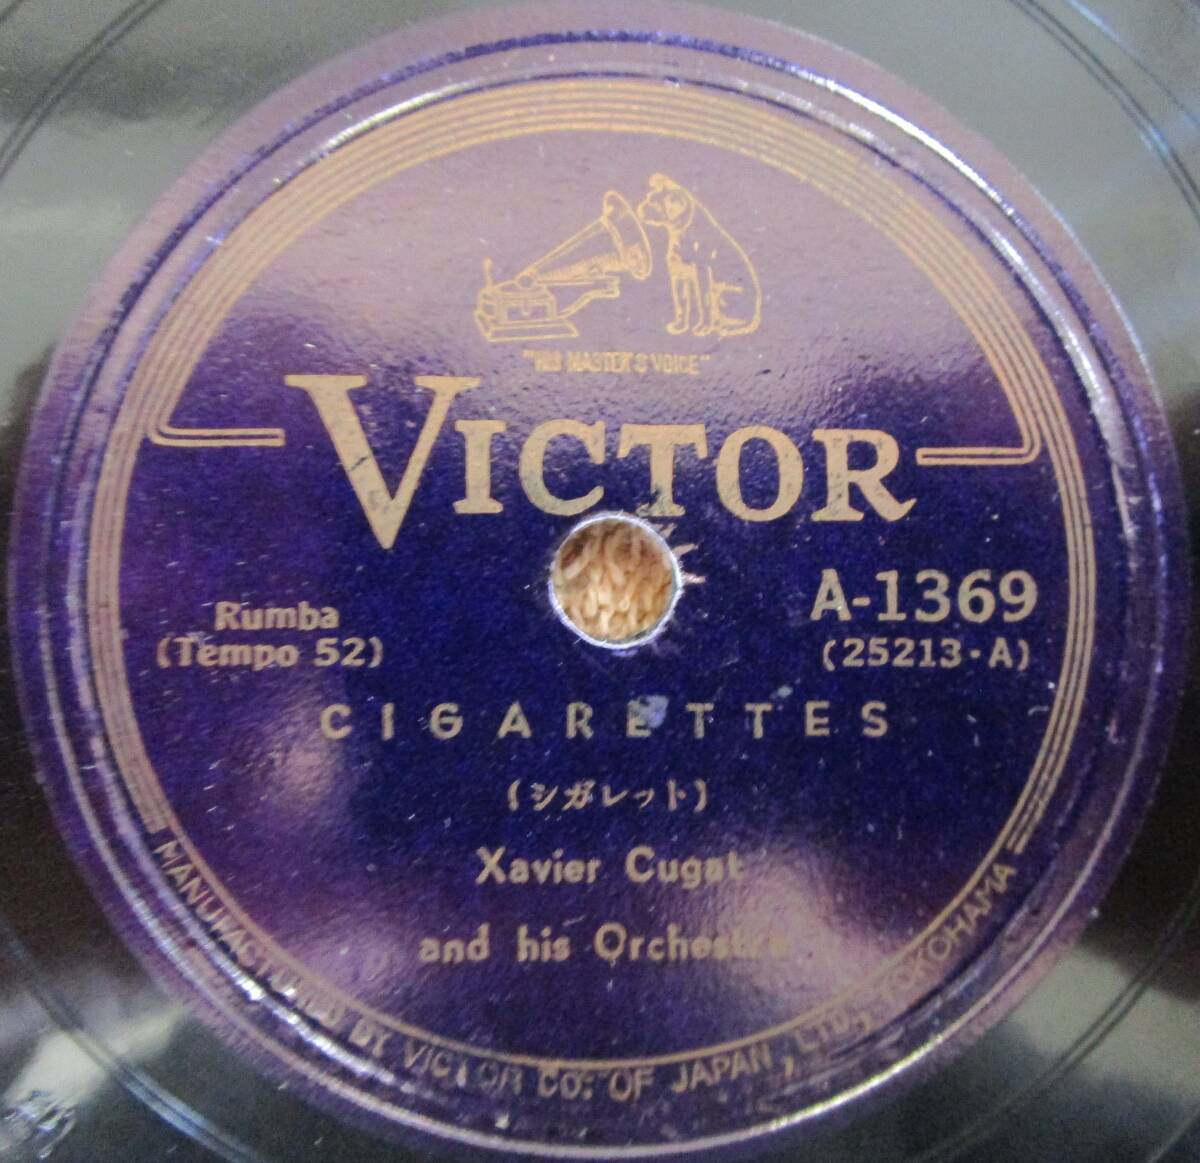 "HIS MASTER'S VOICE"
VICTOR
Rumba
(Tempo 52)
A-1369
(25213·A)
CIGARETTES
(シガレット)
Xavier Cugat
and his Orchestra
MANUFACTURED BY VICTOR CO. OF JAPAN, LTD., YOKOHAMA